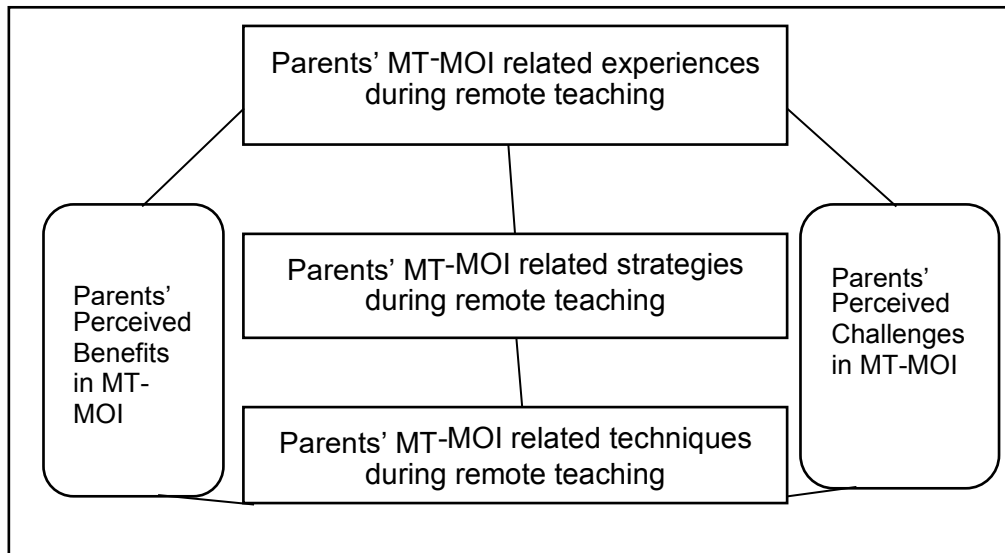 Parents’ MT-MOI related experiences
during remote teaching
Parents’ MT-MOI related strategies
during remote teaching
Parents’
Perceived
Benefits
in MT-
MOI
Parents’
Perceived
Challenges
in MT-MOI
Parents’ MT-MOI related techniques
during remote teaching